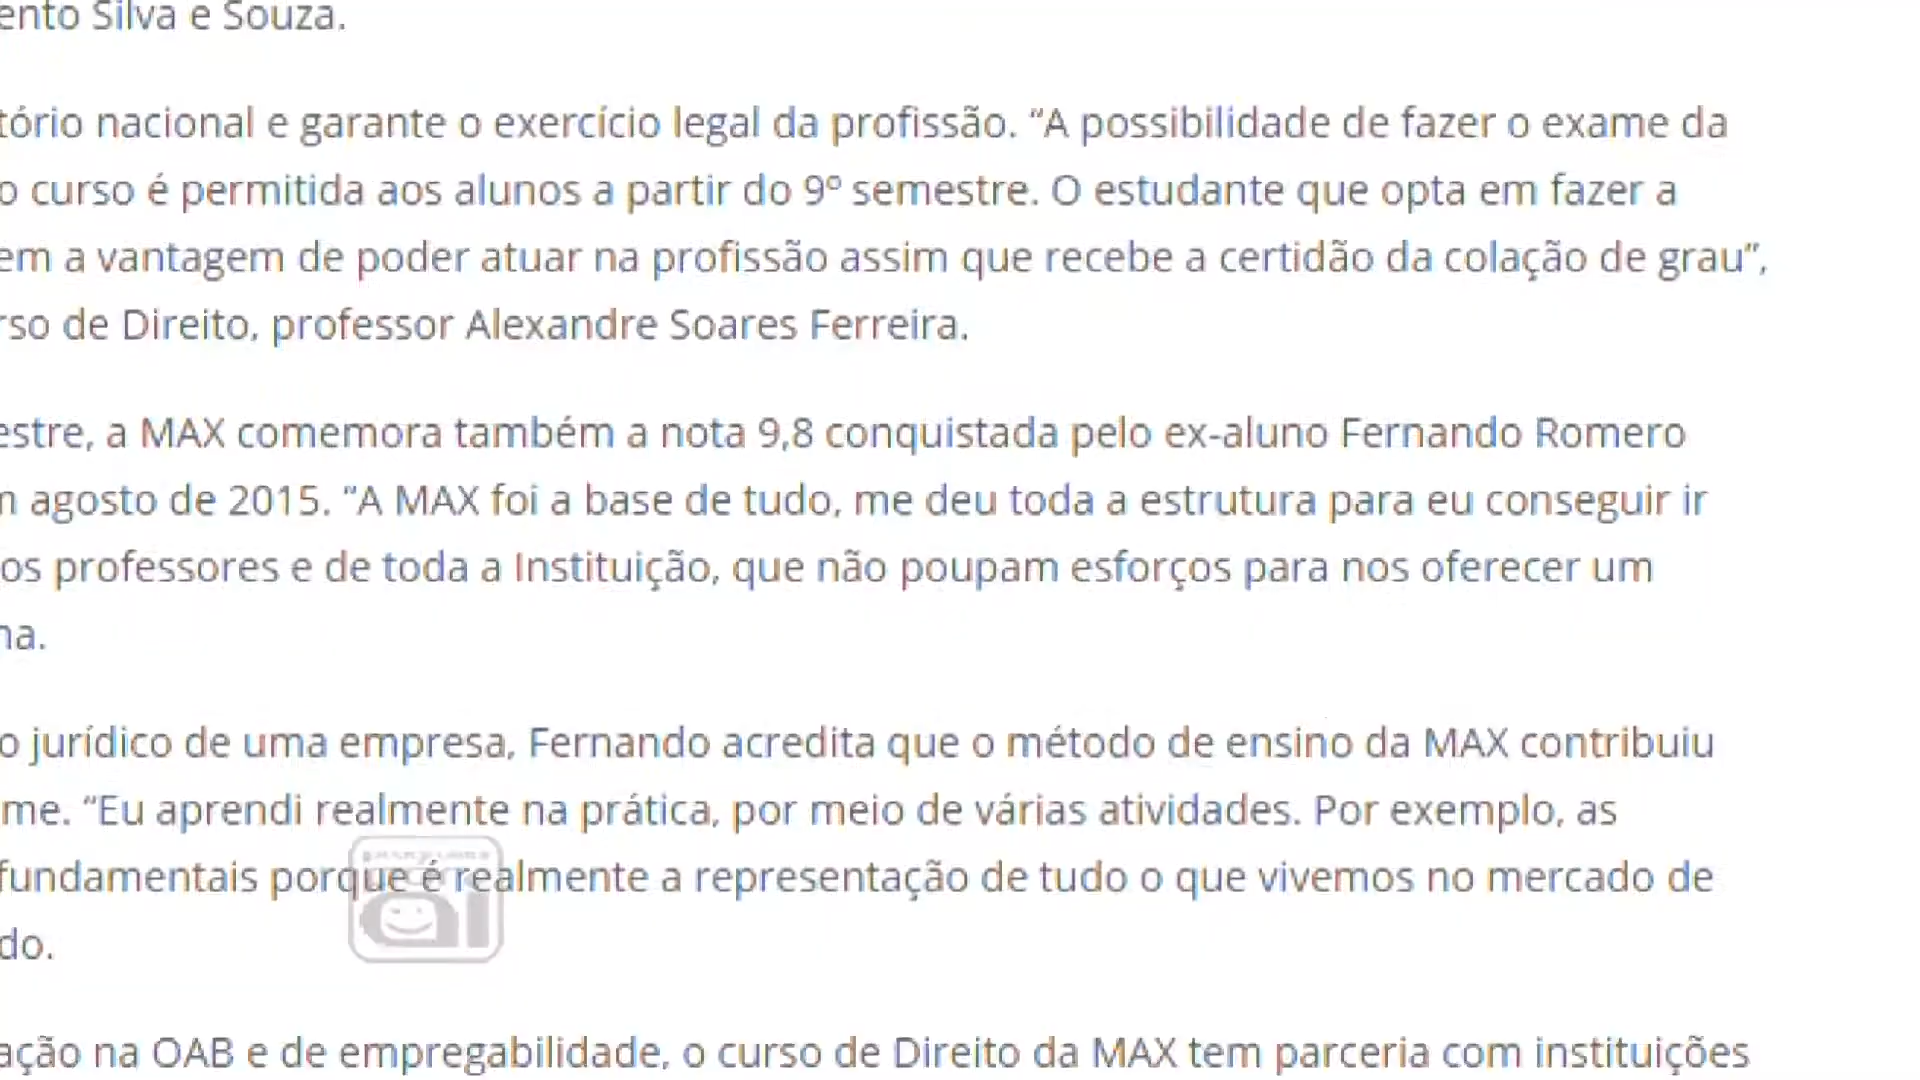 ento Silva e Souza.
tório nacional e garante o exercício legal da profissão. “A possibilidade de fazer o exame da
o curso é permitida aos alunos a partir do 9º semestre. O estudante que opta em fazer a
em a vantagem de poder atuar na profissão assim que recebe a certidão da colação de grau”,
rso de Direito, professor Alexandre Soares Ferreira.
estre, a MAX comemora também a nota 9,8 conquistada pelo ex-aluno Fernando Romero
m agosto de 2015. “A MAX foi a base de tudo, me deu toda a estrutura para eu conseguir ir
os professores e de toda a Instituição, que não poupam esforços para nos oferecer um
na.
o jurídico de uma empresa, Fernando acredita que o método de ensino da MAX contribuiu
me. “Eu aprendi realmente na prática, por meio de várias atividades. Por exemplo, as
fundamentais porque é realmente a representação de tudo o que vivemos no mercado de
do.
ação na OAB e de empregabilidade, o curso de Direito da MAX tem parceria com instituições